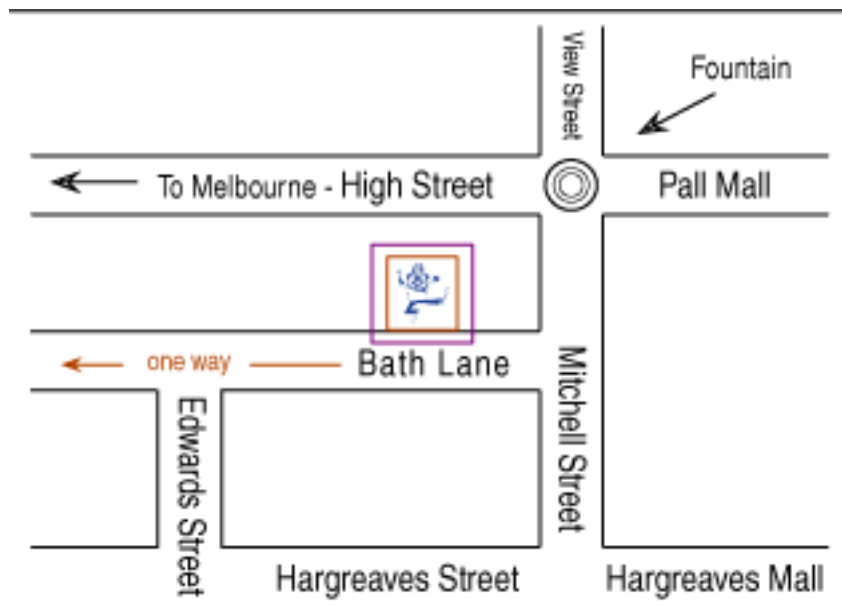 View Street
Fountain
To Melbourne - High Street
Pall Mall
one way
Bath Lane
Mitchell Street
Edwards Street
Hargreaves Street
Hargreaves Mall